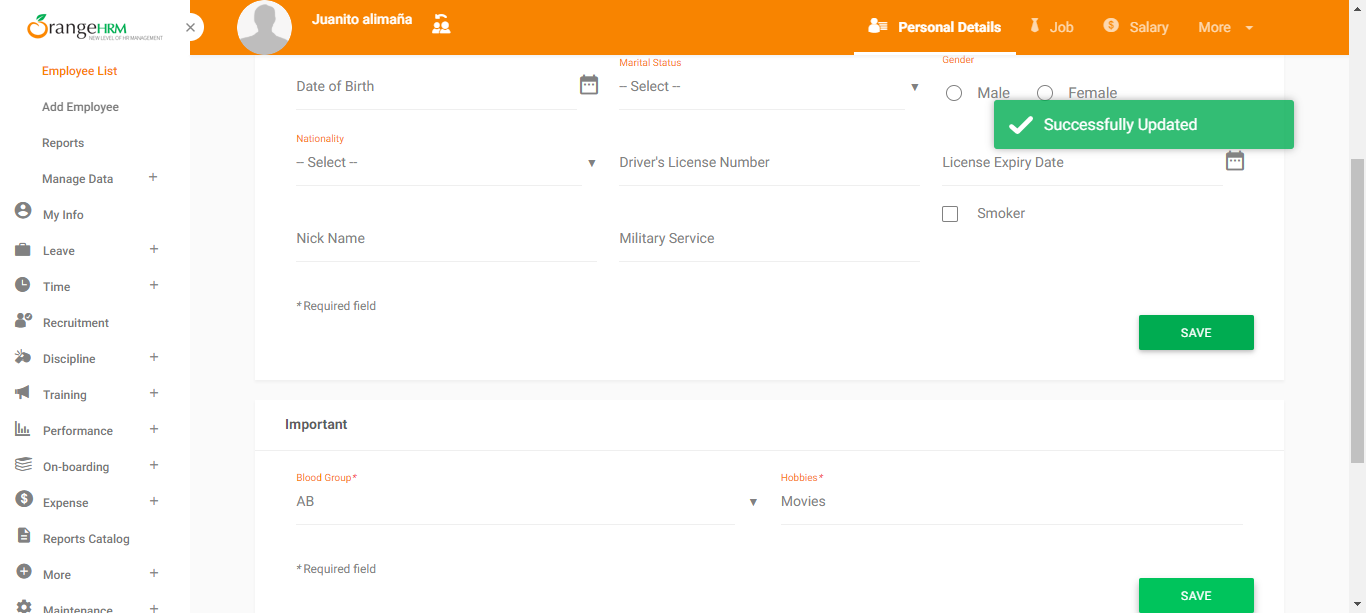 OrangeHRM
NEW LEVEL OF HR MANAGEMENT
Employee List
Add Employee
Reports
Manage Data +
My Info
Leave +
Time +
Recruitment
Discipline +
Training +
Performance +
On-boarding +
Expense +
Reports Catalog
More +
Maintenance +
Juanito alimaña
Personal Details Job Salary More
Date of Birth
Marital Status
-- Select --
Gender
Male Female
Successfully Updated
Nationality
-- Select --
Driver's License Number
License Expiry Date
Smoker
Nick Name
Military Service
* Required field
SAVE
Important
Blood Group*
AB
Hobbies*
Movies
* Required field
SAVE